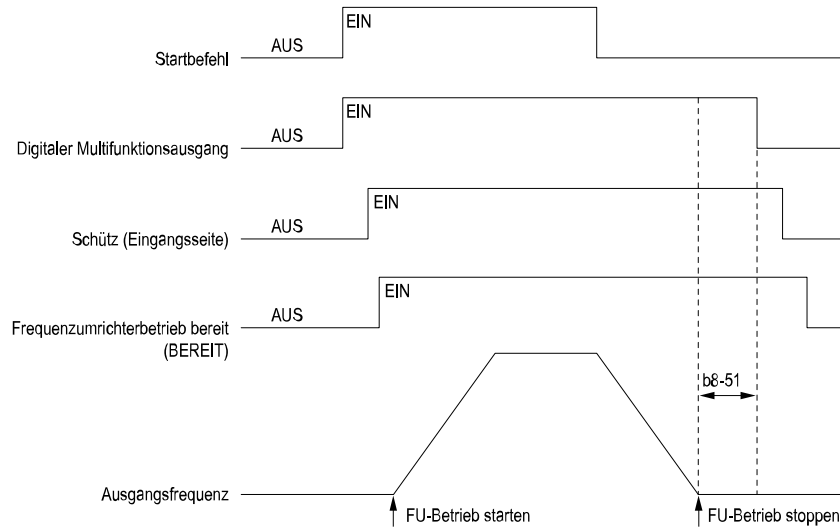 EIN
AUS
Startbefehl
EIN
AUS
Digitaler Multifunktionsausgang
EIN
AUS
Schütz (Eingangsseite)
EIN
AUS
Frequenzumrichterbetrieb bereit
(BEREIT)
b8-51
Ausgangsfrequenz
FU-Betrieb starten
FU-Betrieb stoppen